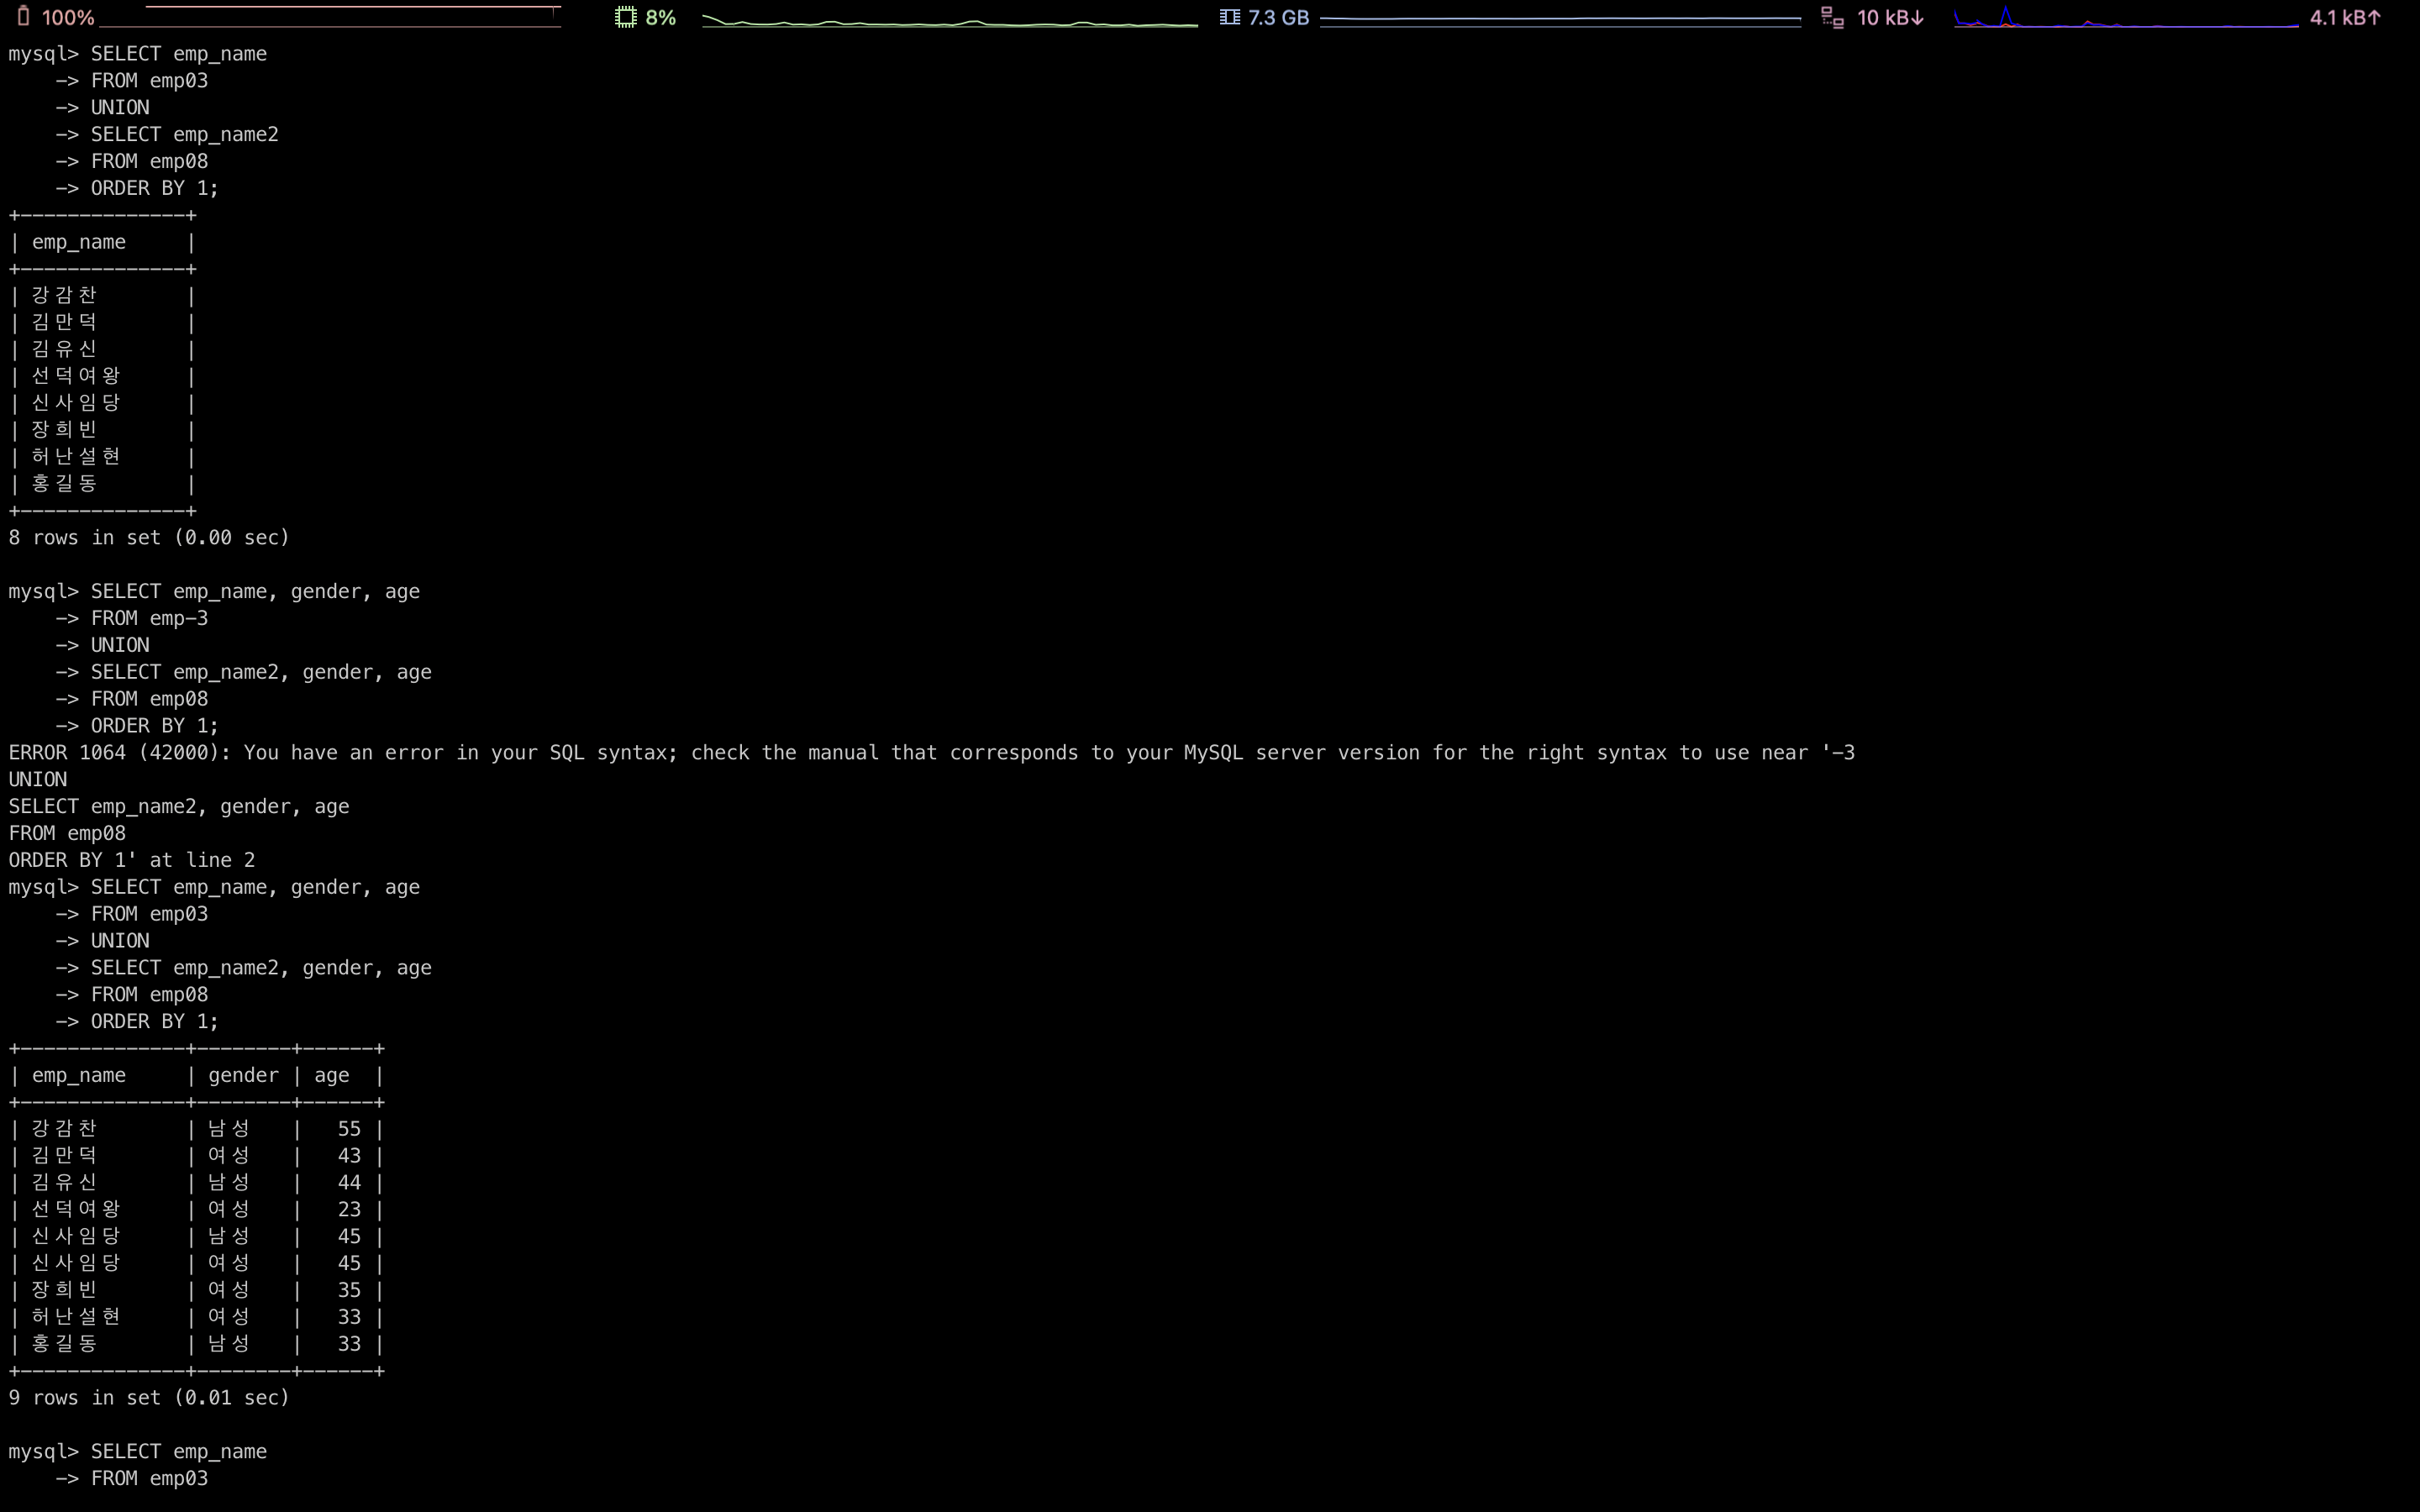 100% 8% 7.3 GB 10 kB↓ 4.1 kB↑
mysql> SELECT emp_name
    -> FROM emp03
    -> UNION
    -> SELECT emp_name2
    -> FROM emp08
    -> ORDER BY 1;
+--------------+
| emp_name     |
+--------------+
| 강감찬       |
| 김만덕       |
| 김유신       |
| 선덕여왕     |
| 신사임당     |
| 장희빈       |
| 허난설현     |
| 홍길동       |
+--------------+
8 rows in set (0.00 sec)

mysql> SELECT emp_name, gender, age
    -> FROM emp-3
    -> UNION
    -> SELECT emp_name2, gender, age
    -> FROM emp08
    -> ORDER BY 1;
ERROR 1064 (42000): You have an error in your SQL syntax; check the manual that corresponds to your MySQL server version for the right syntax to use near '-3
UNION
SELECT emp_name2, gender, age
FROM emp08
ORDER BY 1' at line 2
mysql> SELECT emp_name, gender, age
    -> FROM emp03
    -> UNION
    -> SELECT emp_name2, gender, age
    -> FROM emp08
    -> ORDER BY 1;
+--------------+--------+------+
| emp_name     | gender | age  |
+--------------+--------+------+
| 강감찬       | 남성   |   55 |
| 김만덕       | 여성   |   43 |
| 김유신       | 남성   |   44 |
| 선덕여왕     | 여성   |   23 |
| 신사임당     | 남성   |   45 |
| 신사임당     | 여성   |   45 |
| 장희빈       | 여성   |   35 |
| 허난설현     | 여성   |   33 |
| 홍길동       | 남성   |   33 |
+--------------+--------+------+
9 rows in set (0.01 sec)

mysql> SELECT emp_name
    -> FROM emp03